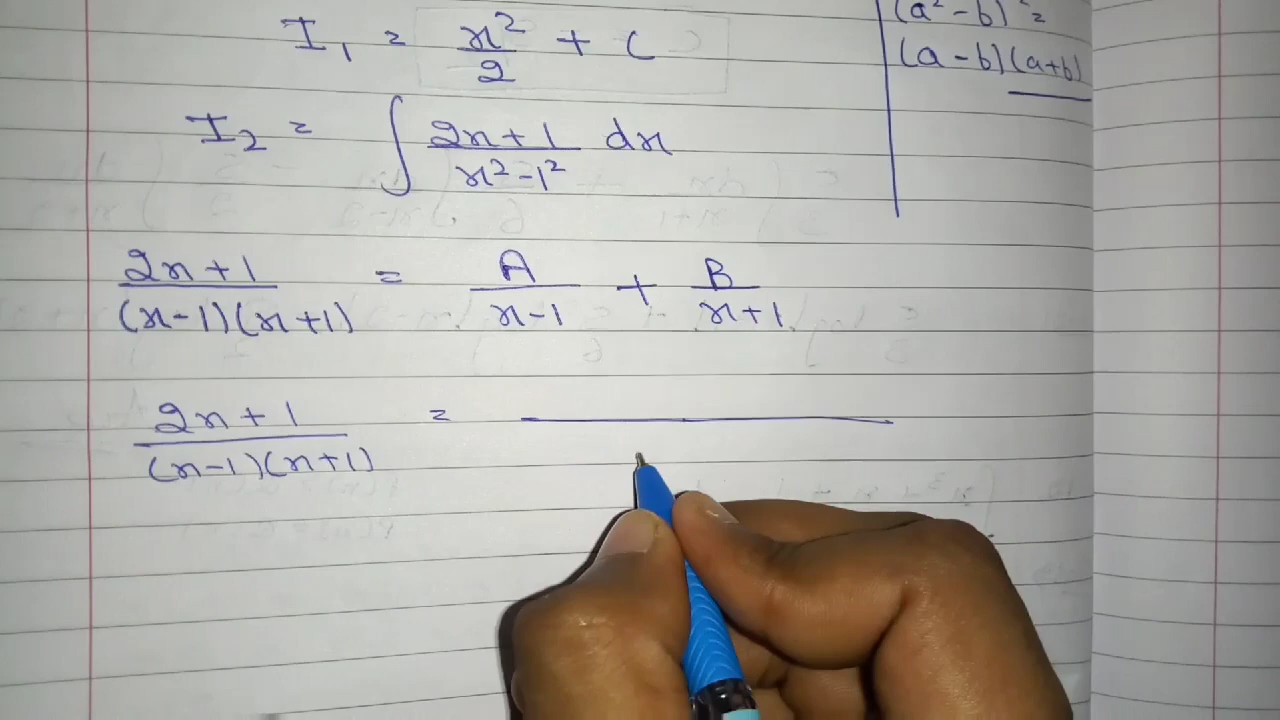 I₁ = x²/2 + C
(a² - b)² =
(a - b)(a+b)
I₂ = ∫ 2x+1 / x²-1² dx
2x+1 / (x-1)(x+1) = A / x-1 + B / x+1
2x+1 / (x-1)(x+1) =